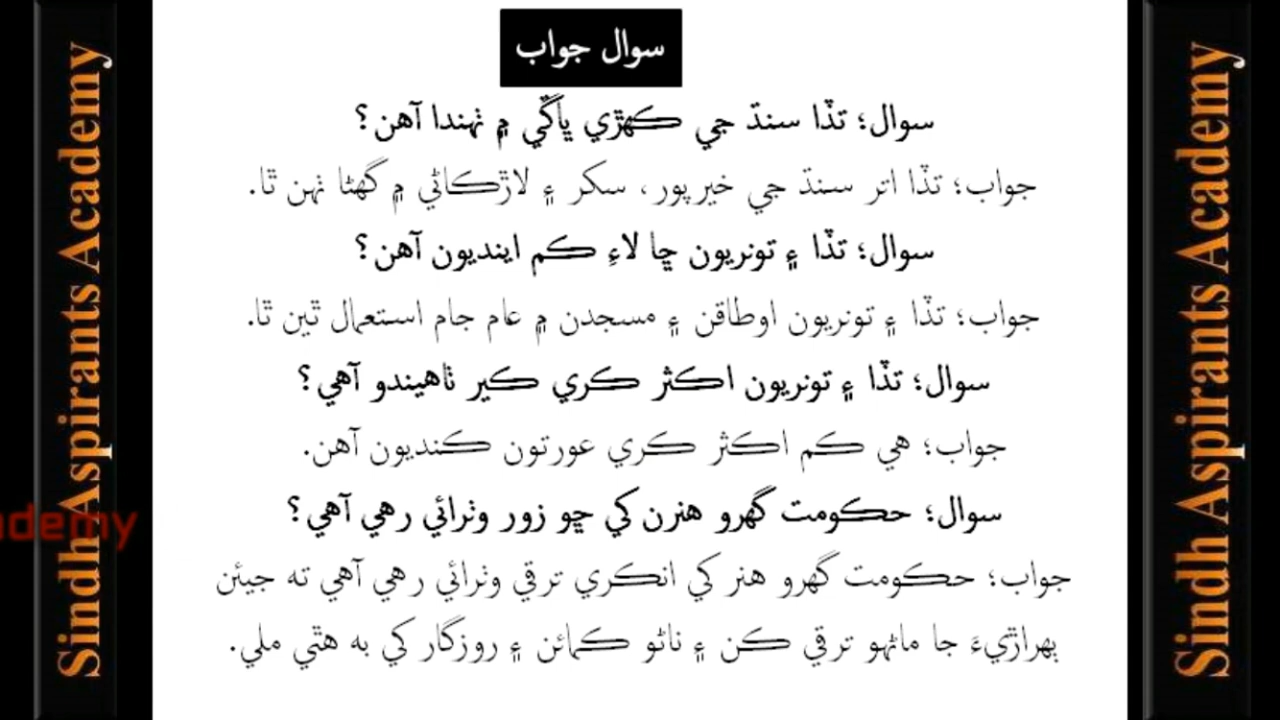 سوال جواب
سوال؛ تڏا سنڌ جي ڪهڙي ڀاڱي ۾ ٺهندا آهن؟
جواب؛ تڏا اتر سنڌ جي خيرپور، سکر ۽ لاڙڪاڻي ۾ گهڻا ٺهن ٿا.
سوال؛ تڏا ۽ تونريون ڇا لاءِ ڪم اينديون آهن؟
جواب؛ تڏا ۽ تونريون اوطاقن ۽ مسجدن ۾ عام جام استعمال ٿين ٿا.
سوال؛ تڏا ۽ تونريون اڪثر ڪري ڪير ٺاهيندو آهي؟
جواب؛ هي ڪم اڪثر ڪري عورتون ڪنديون آهن.
سوال؛ حڪومت گهرو هنرن کي ڇو زور وٺرائي رهي آهي؟
جواب؛ حڪومت گهرو هنر کي انڪري ترقي وٺرائي رهي آهي ته جيئن
ٻهراڙيءَ جا ماڻهو ترقي ڪن ۽ ناڻو ڪمائن ۽ روزگار کي به هٿي ملي.
Sindh Aspirants Academy
Sindh Aspirants Academy
ademy